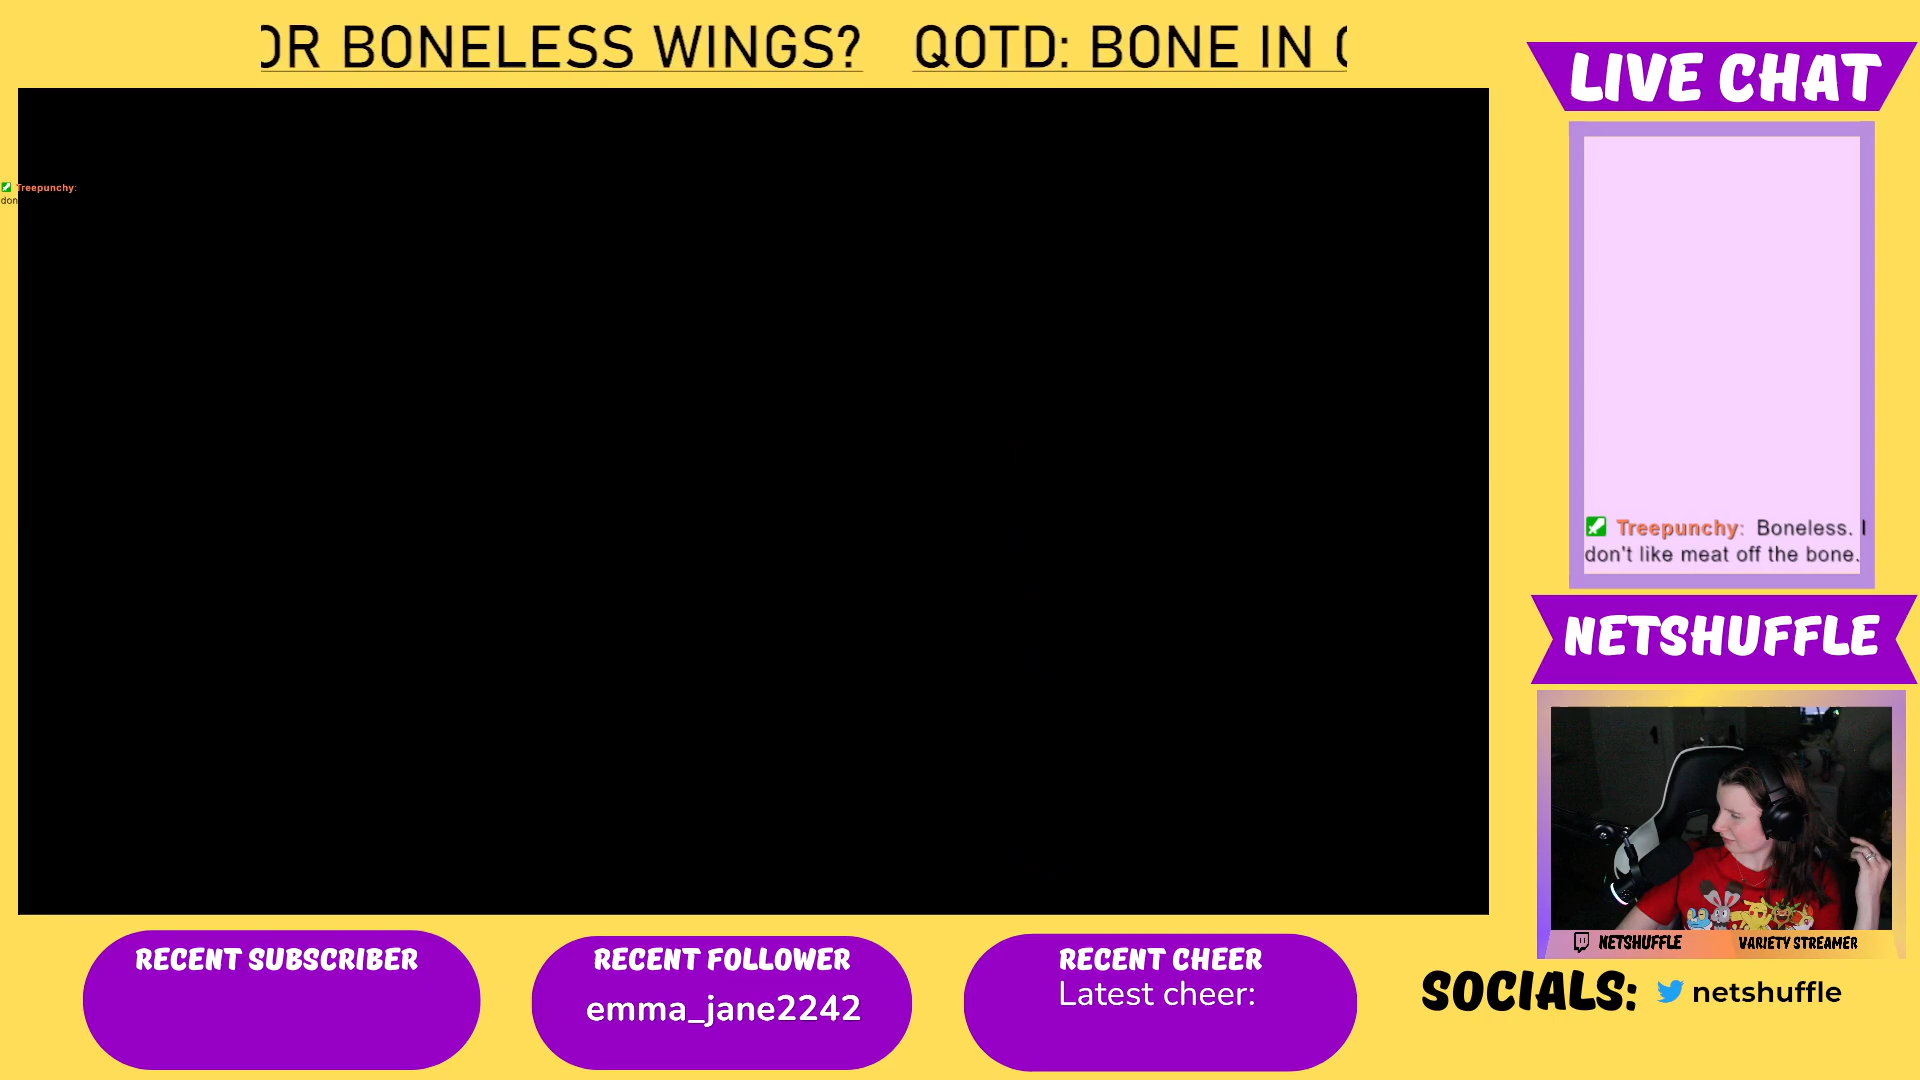 OR BONELESS WINGS? QOTD: BONE IN
LIVE CHAT
Treepunchy:
don
Treepunchy: Boneless. I
don't like meat off the bone.
NETSHUFFLE
NETSHUFFLE VARIETY STREAMER
RECENT SUBSCRIBER
RECENT FOLLOWER
emma_jane2242
RECENT CHEER
Latest cheer:
SOCIALS: netshuffle